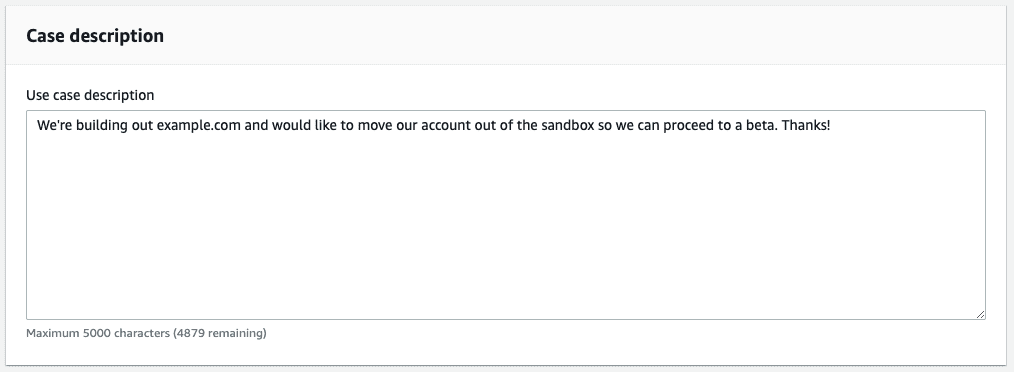 Case description
Use case description
We're building out example.com and would like to move our account out of the sandbox so we can proceed to a beta. Thanks!
Maximum 5000 characters (4879 remaining)